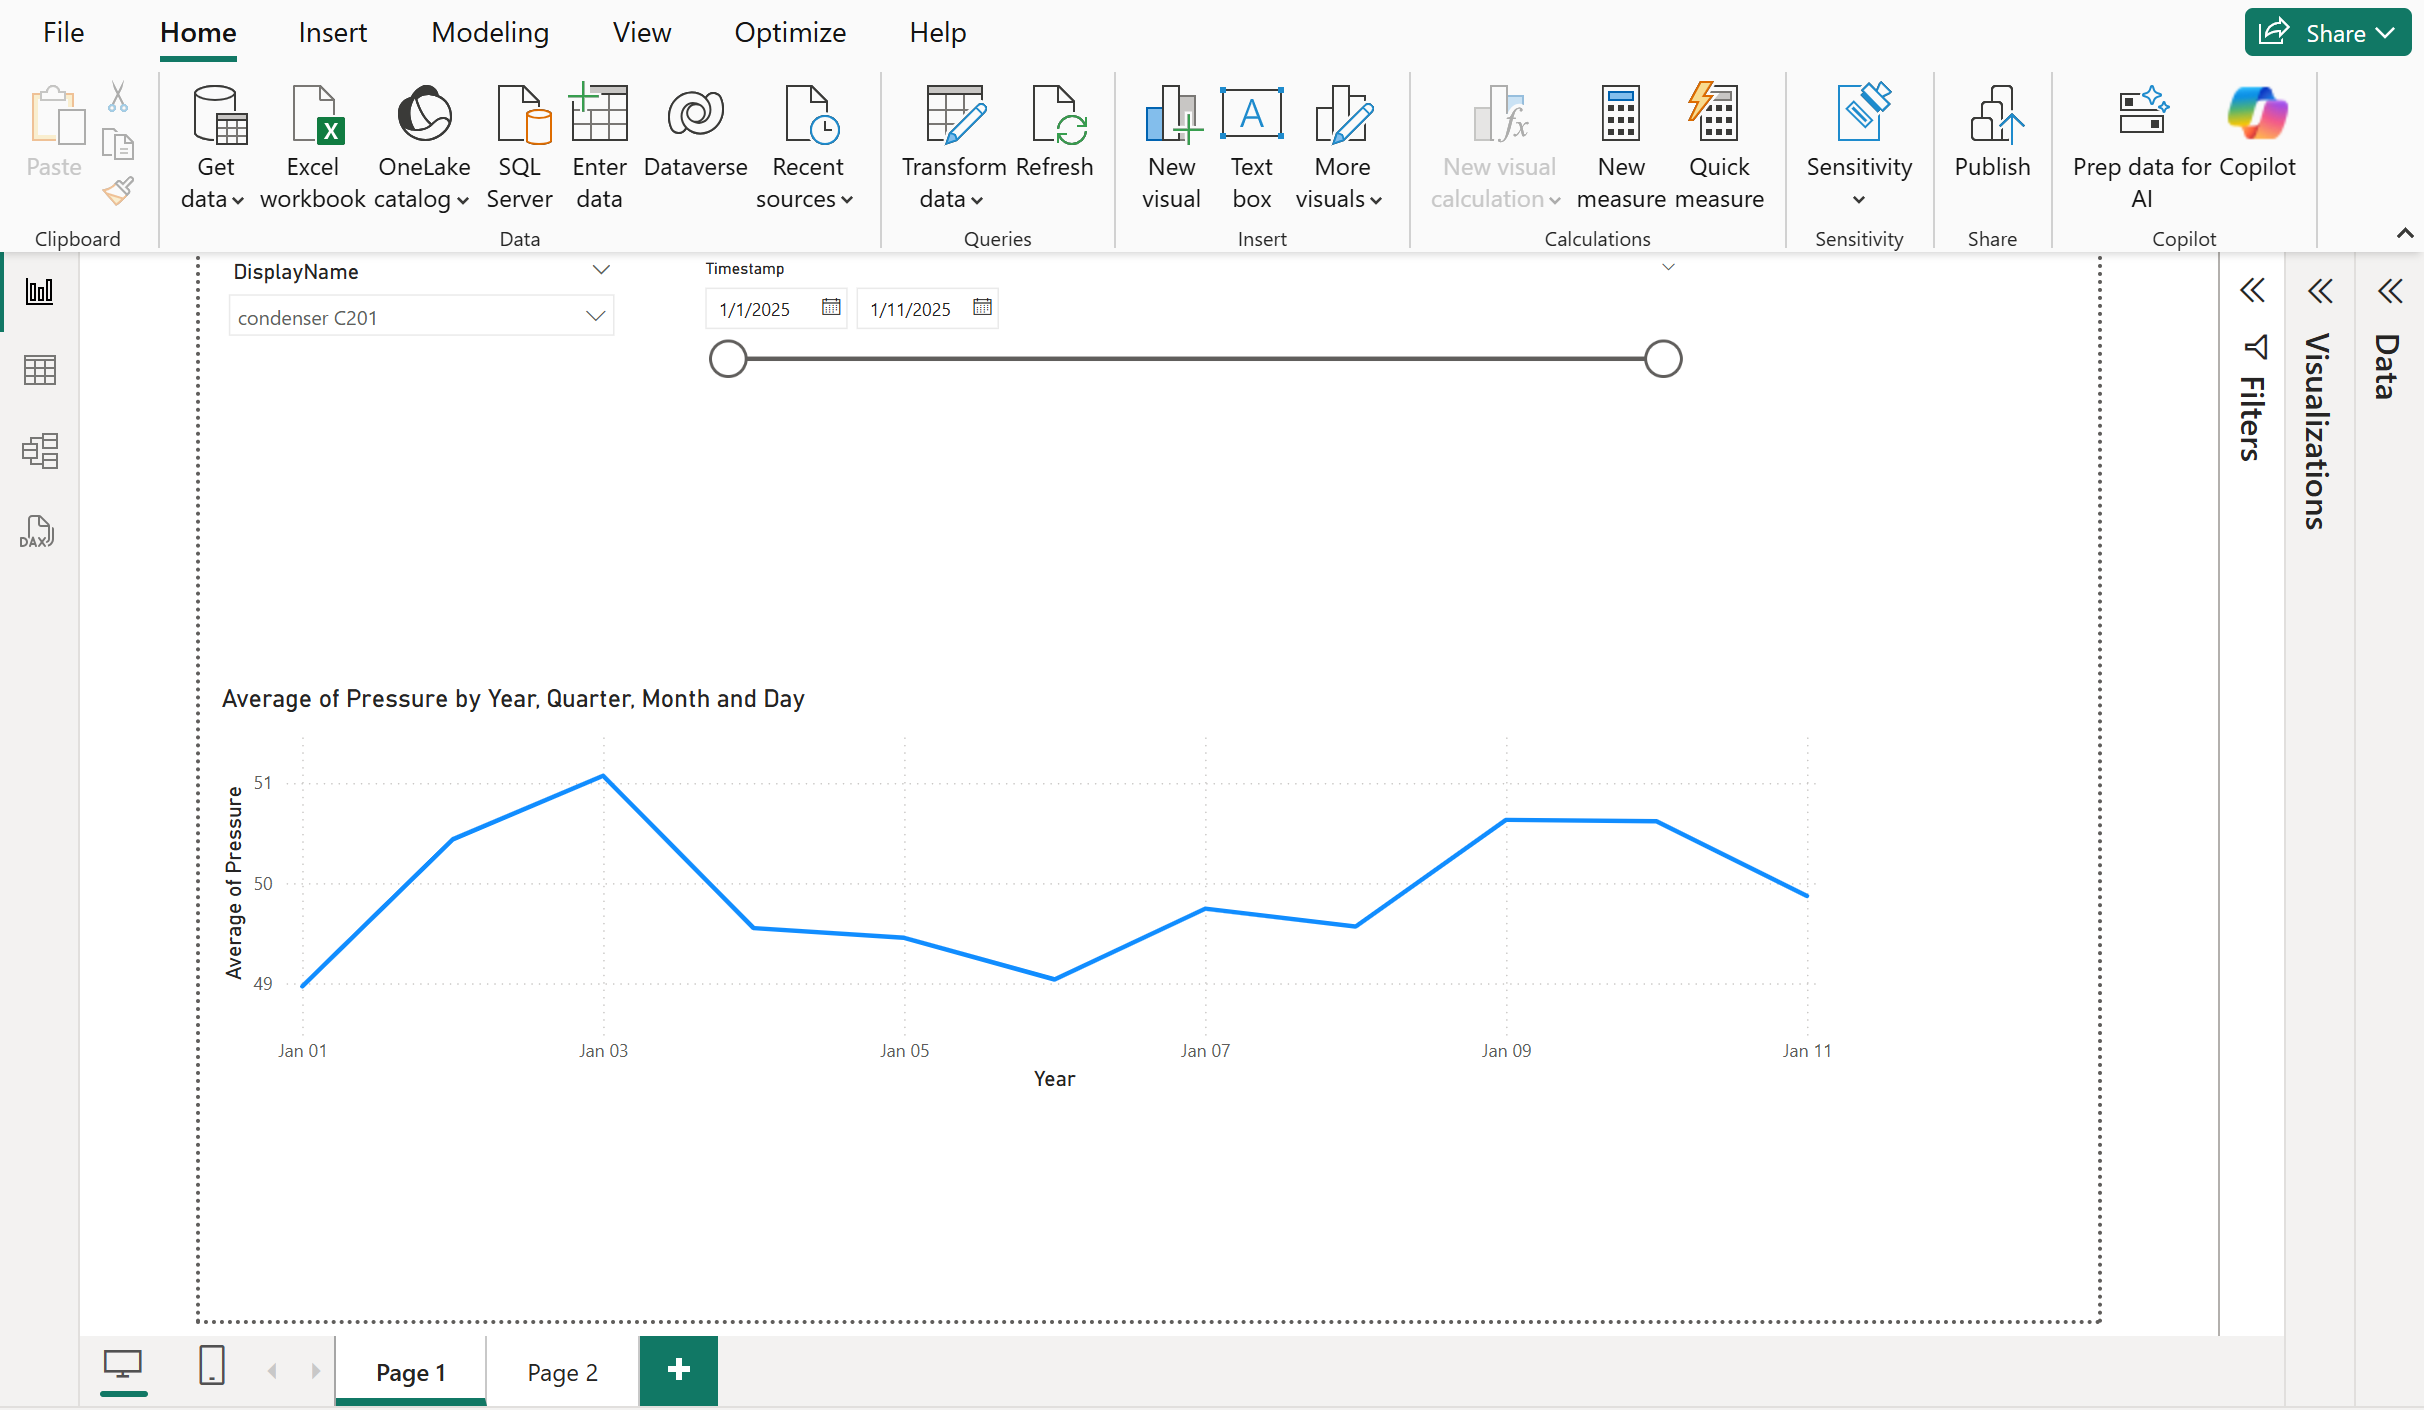 File Home Insert Modeling View Optimize Help Share
Paste
Clipboard
Get data
Excel workbook
OneLake catalog
SQL Server
Enter data
Dataverse
Recent sources
Data
Transform data
Refresh
Queries
New visual
Text box
More visuals
Insert
New visual calculation
New measure
Quick measure
Calculations
Sensitivity
Sensitivity
Publish
Share
Prep data for AI
Copilot
Copilot
DAX
DisplayName
condenser C201
Timestamp
1/1/2025 1/11/2025
Filters
Visualizations
Data
Average of Pressure by Year, Quarter, Month and Day
Average of Pressure
51
50
49
Jan 01 Jan 03 Jan 05 Jan 07 Jan 09 Jan 11
Year
Page 1 Page 2 +